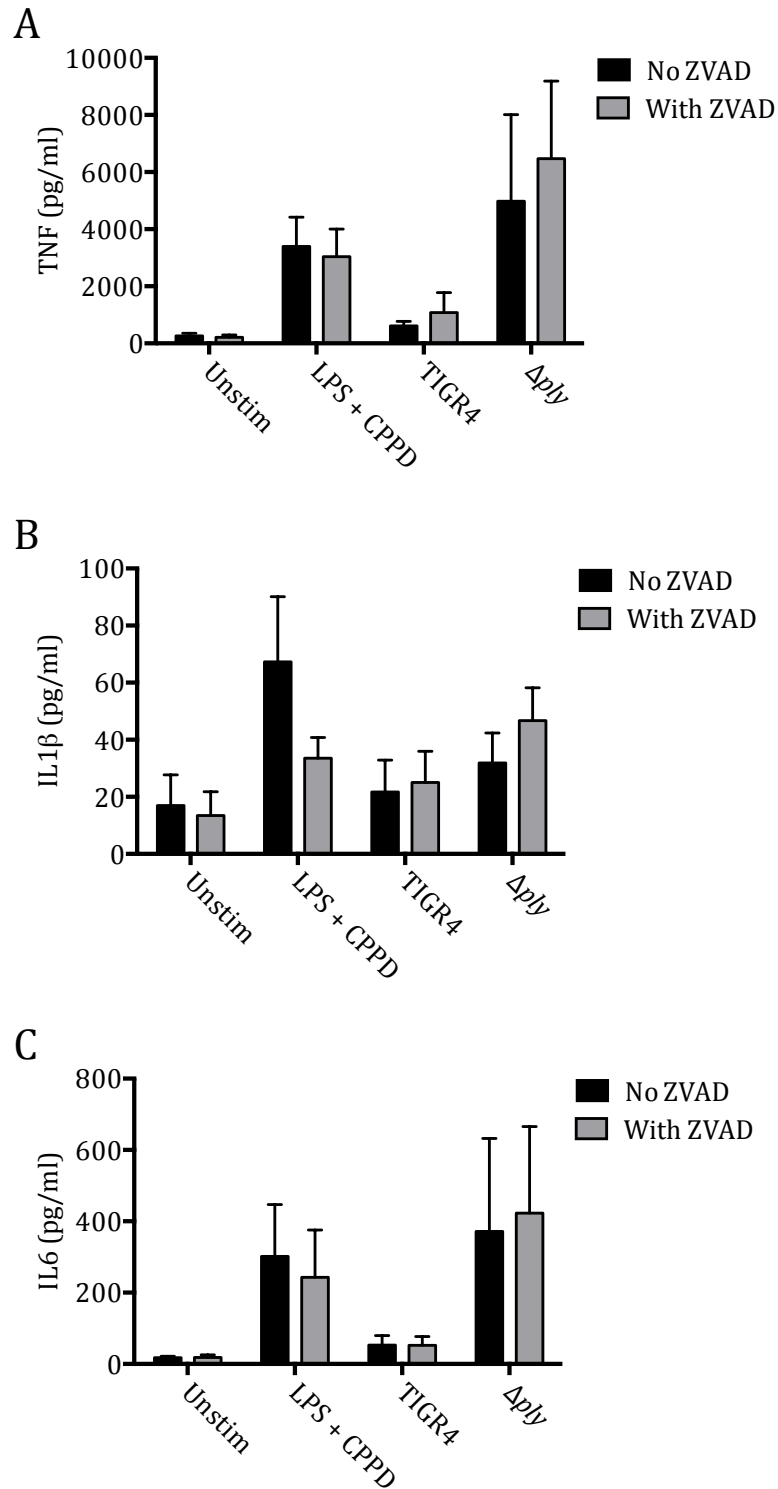 A
10000
8000
6000
4000
2000
0
TNF (pg/ml)
No ZVAD
With ZVAD
Unstim
LPS + CPPD
TIGR4
Δply
B
100
80
60
40
20
0
IL1β (pg/ml)
No ZVAD
With ZVAD
Unstim
LPS + CPPD
TIGR4
Δply
C
800
600
400
200
0
IL6 (pg/ml)
No ZVAD
With ZVAD
Unstim
LPS + CPPD
TIGR4
Δply